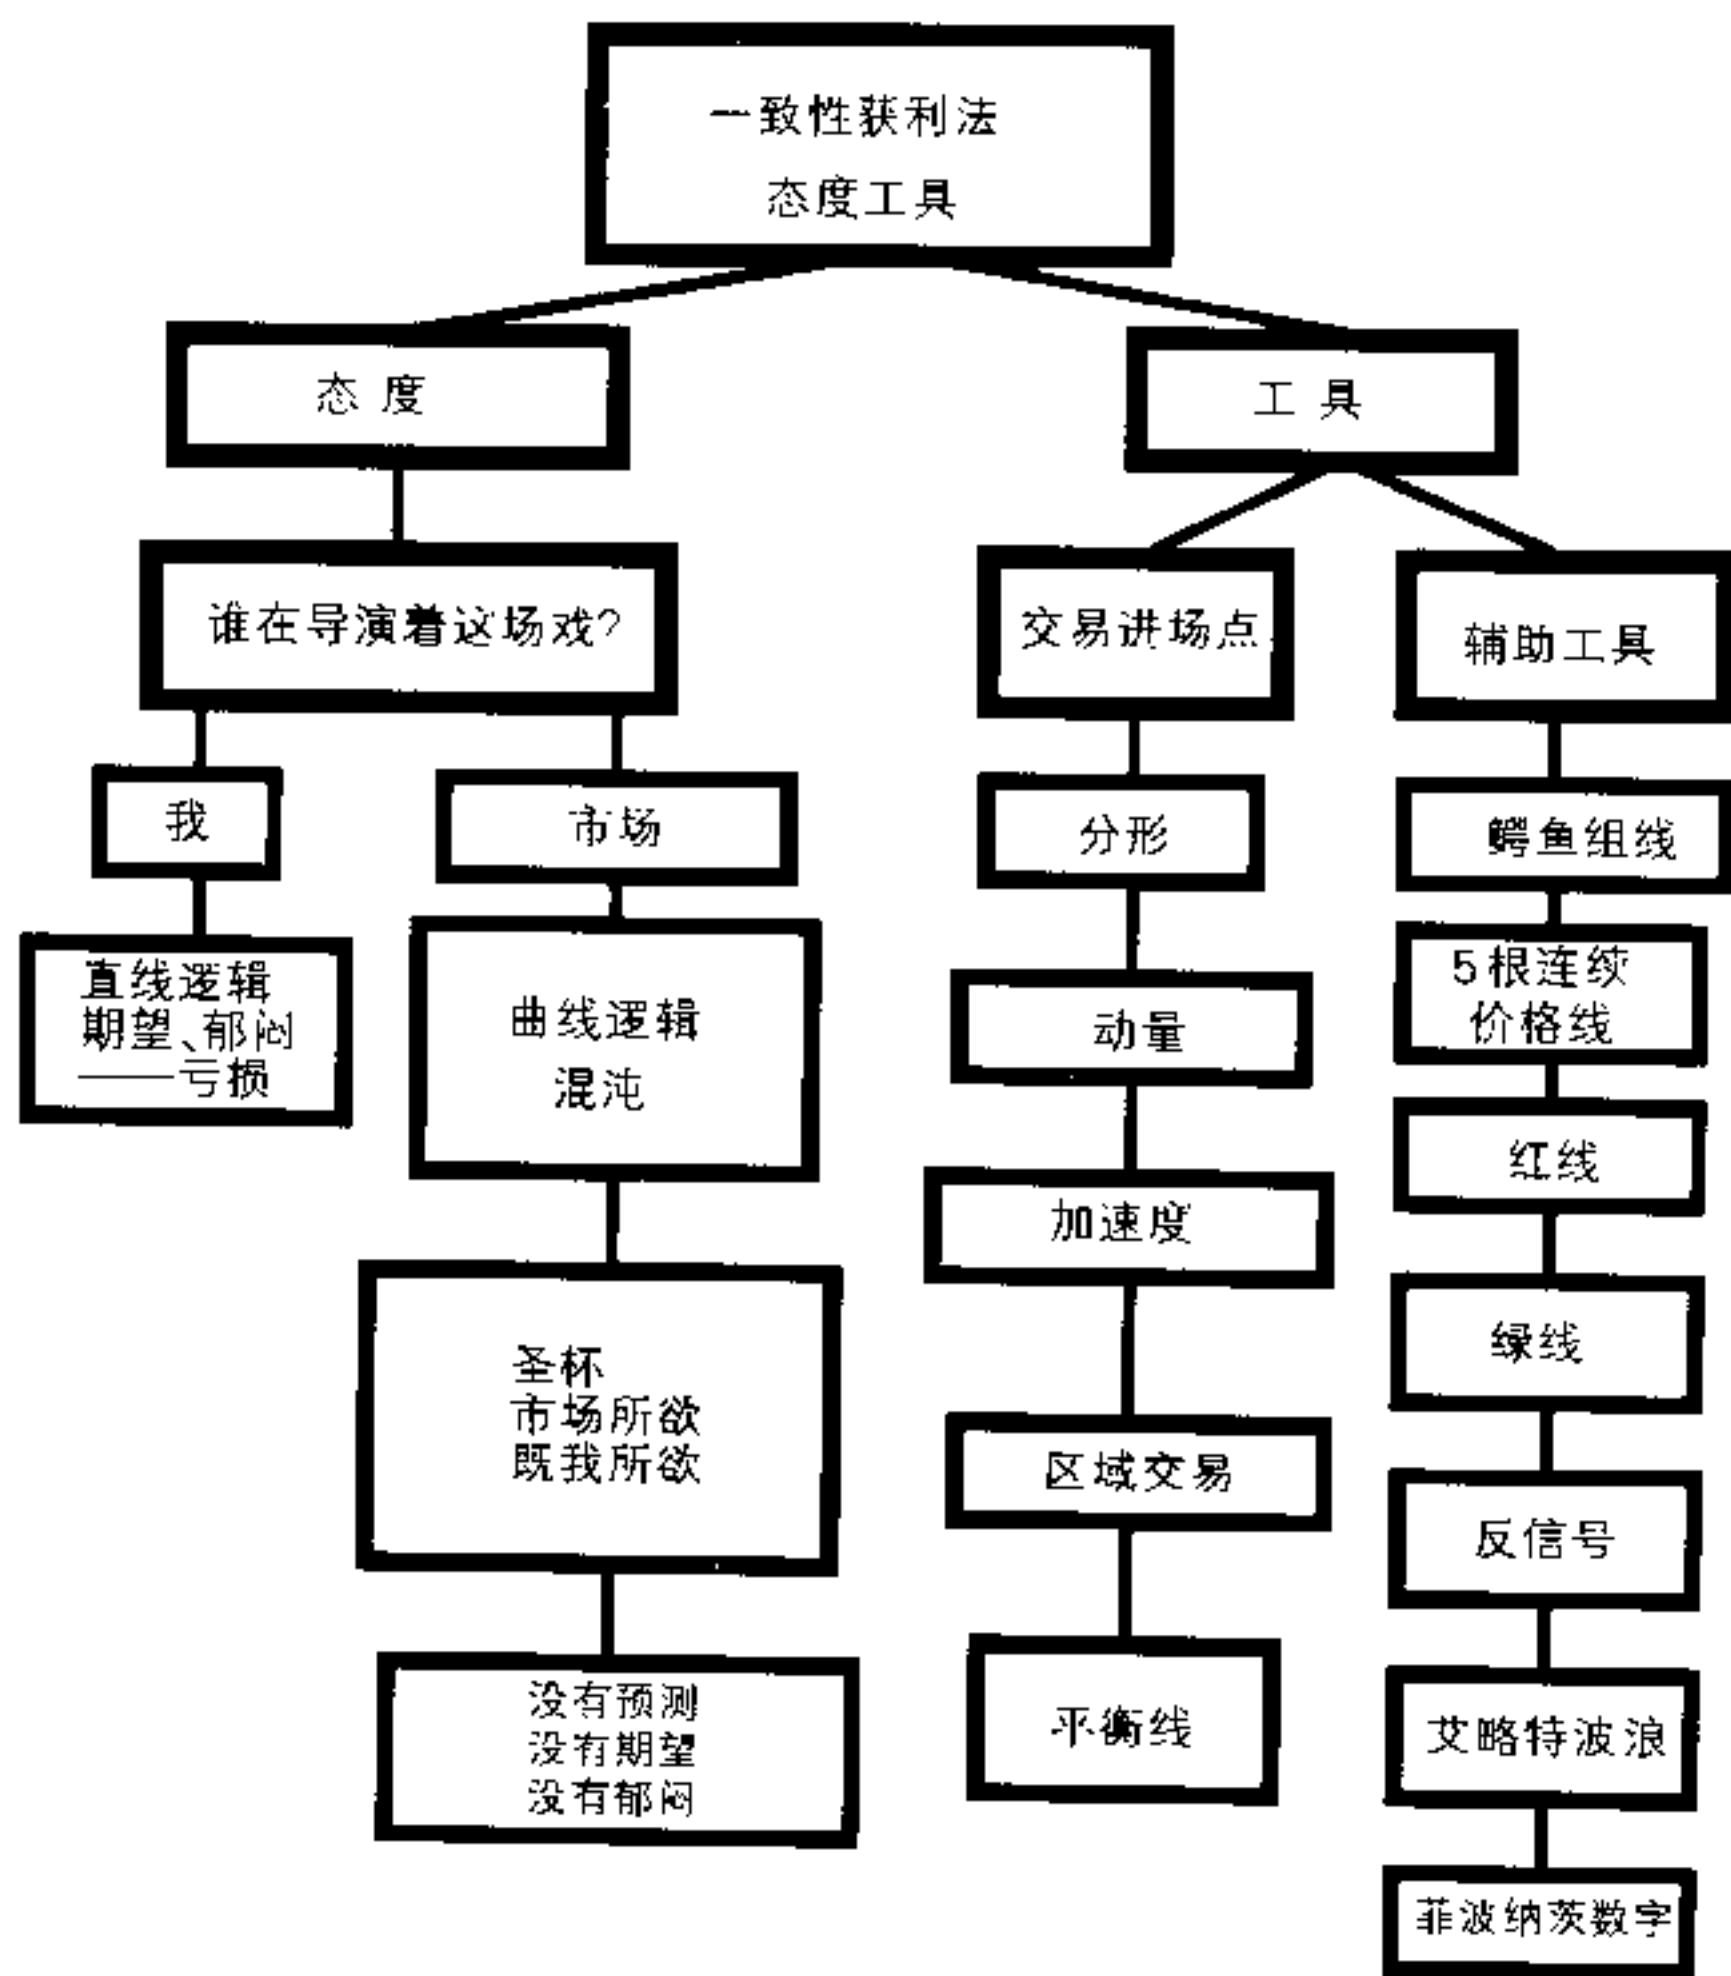 一致性获利法
态度工具
态度
工具
谁在导演着这场戏?
交易进场点
辅助工具
我
市场
分形
鳄鱼组线
直线逻辑
期望、郁闷
——亏损
曲线逻辑
混沌
动量
5根连续
价格线
加速度
红线
圣杯
市场所欲
既我所欲
区域交易
绿线
反信号
没有预测
没有期望
没有郁闷
平衡线
艾略特波浪
菲波纳茨数字